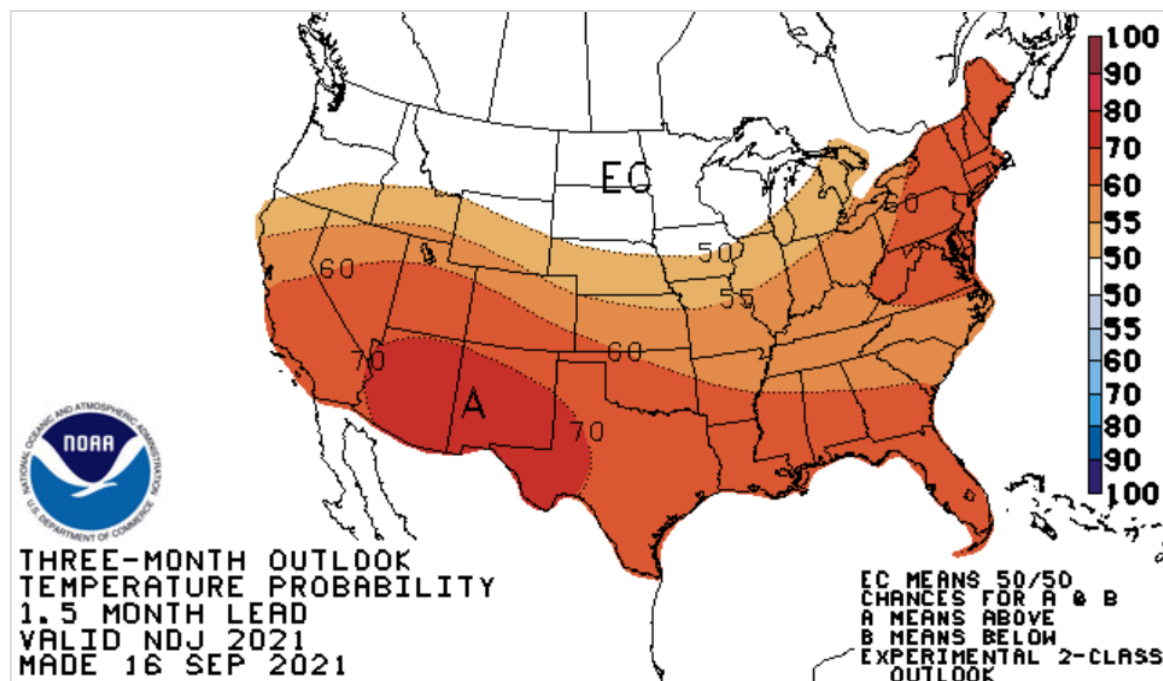 EC
50
55
60
60
60
70
70
A
100
90
80
70
60
55
50
50
55
60
70
80
90
100
NATIONAL OCEANIC AND ATMOSPHERIC ADMINISTRATION
NOAA
U.S. DEPARTMENT OF COMMERCE
THREE-MONTH OUTLOOK
TEMPERATURE PROBABILITY
1.5 MONTH LEAD
VALID NDJ 2021
MADE 16 SEP 2021
EC MEANS 50/50
CHANCES FOR A & B
A MEANS ABOVE
B MEANS BELOW
EXPERIMENTAL 2-CLASS
OUTLOOK